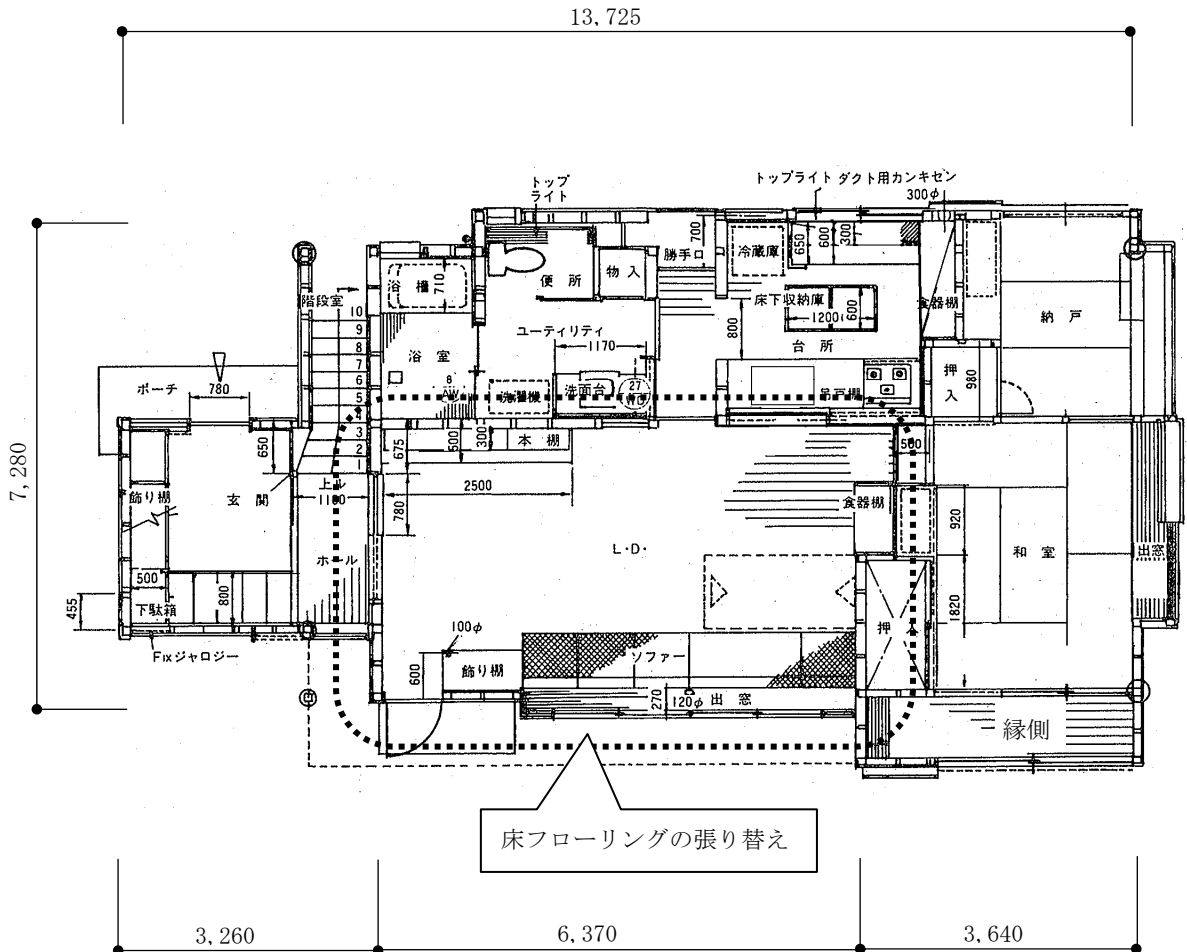 13,725
7,280
トップ
ライト
トップライト
ダクト用カンキセン
300φ
700
勝手口
冷蔵庫
650
600
300
浴槽
710
便所
物入
階段室
10
9
8
7
6
5
4
3
2
1
ユーティリティ
1170
床下収納庫
1200
600
800
台所
食器棚
納戸
浴室
押入
980
ポーチ
780
8
AW
洗濯機
洗面台
27
WD
吊戸棚
650
675
600
300
本棚
500
飾り棚
玄関
上ル
1100
2500
780
食器棚
920
L・D・
和室
出窓
ホール
500
455
下駄箱
800
1820
押入
Fixジャロジー
100φ
600
飾り棚
ソファー
270
120φ
出窓
縁側
床フローリングの張り替え
3,260
6,370
3,640